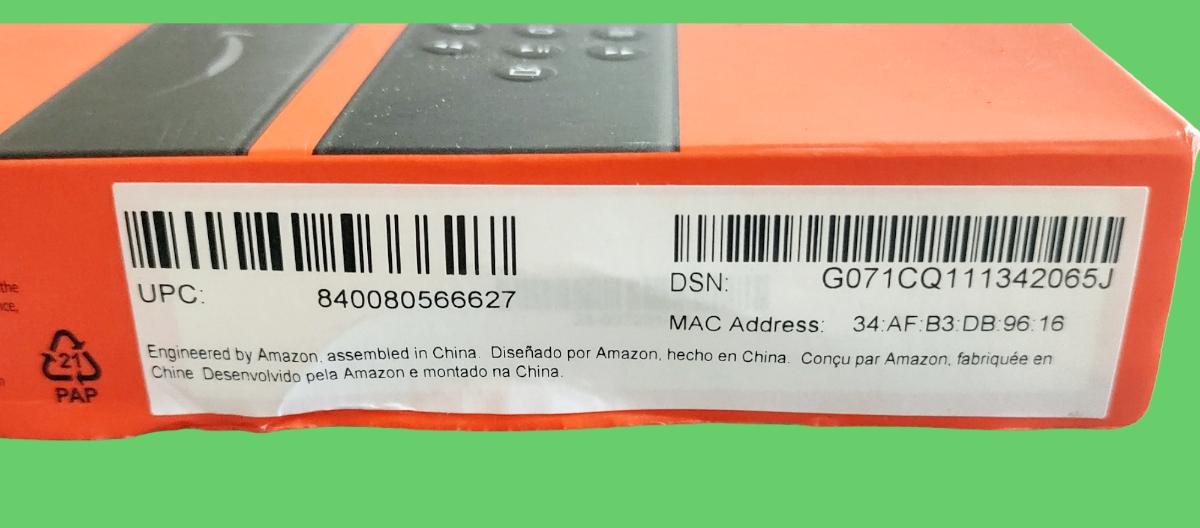 UPC: 840080566627
DSN: G071CQ111342065J
MAC Address: 34:AF:B3:DB:96:16
Engineered by Amazon, assembled in China. Diseñado por Amazon, hecho en China. Conçu par Amazon, fabriquée en
Chine Desenvolvido pela Amazon e montado na China.
the
nce,
21
PAP